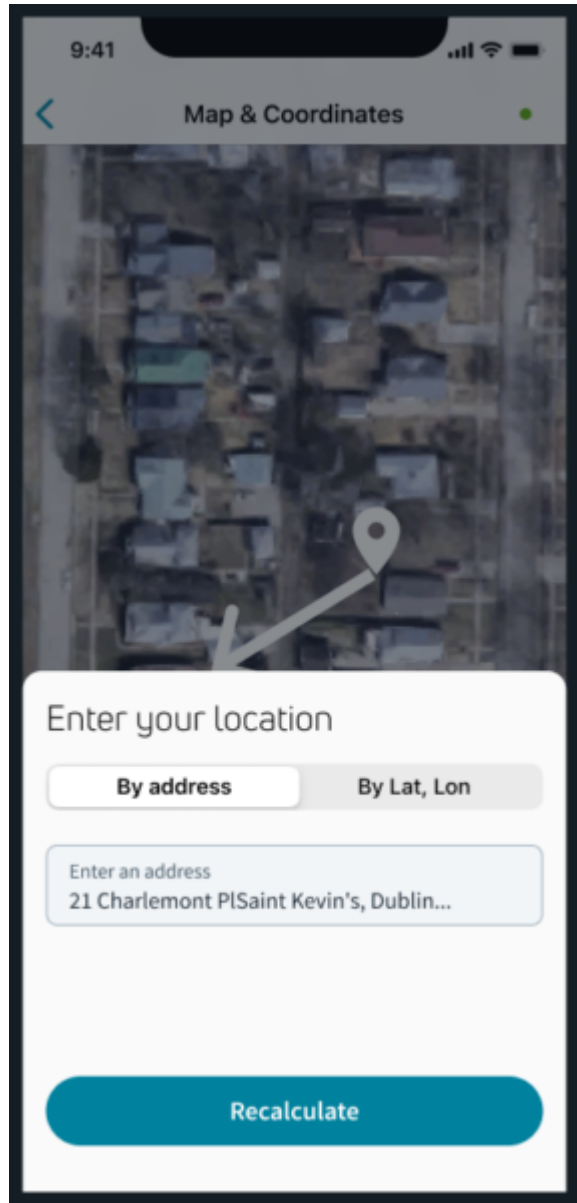 9:41
Map & Coordinates
Enter your location
By address
By Lat, Lon
Enter an address
21 Charlemont PlSaint Kevin's, Dublin...
Recalculate